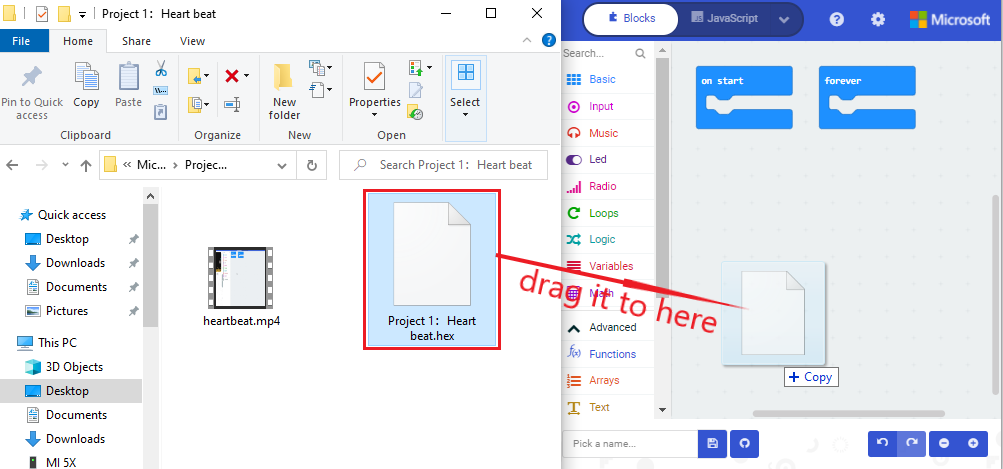 Project 1: Heart beat
File
Home
Share
View
Pin to Quick
access
Copy
Paste
Clipboard
Organize
New
folder
New
Properties
Open
Select
Mic...
Projec...
Search Project 1: Heart beat
Quick access
Desktop
Downloads
Documents
Pictures
This PC
3D Objects
Desktop
Documents
Downloads
MI 5X
heartbeat.mp4
Project 1: Heart
beat.hex
drag it to here
Blocks
JavaScript
Microsoft
Search...
Basic
Input
Music
Led
Radio
Loops
Logic
Variables
Math
Advanced
Functions
Arrays
Text
on start
forever
+ Copy
Pick a name...